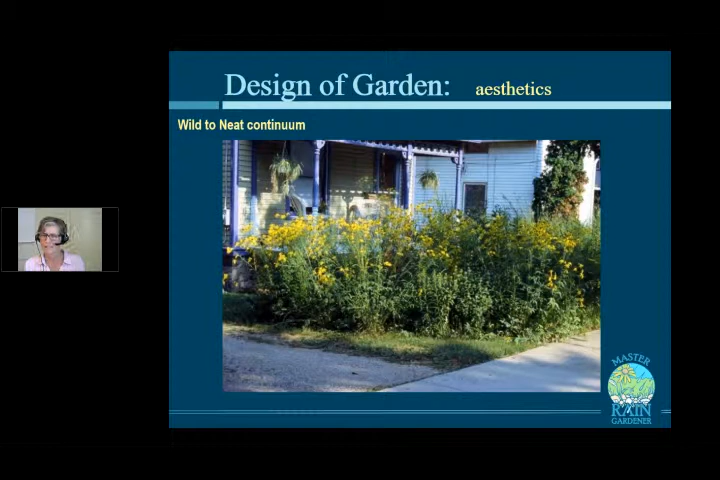 Design of Garden: aesthetics
Wild to Neat continuum
MASTER
RAIN
GARDENER